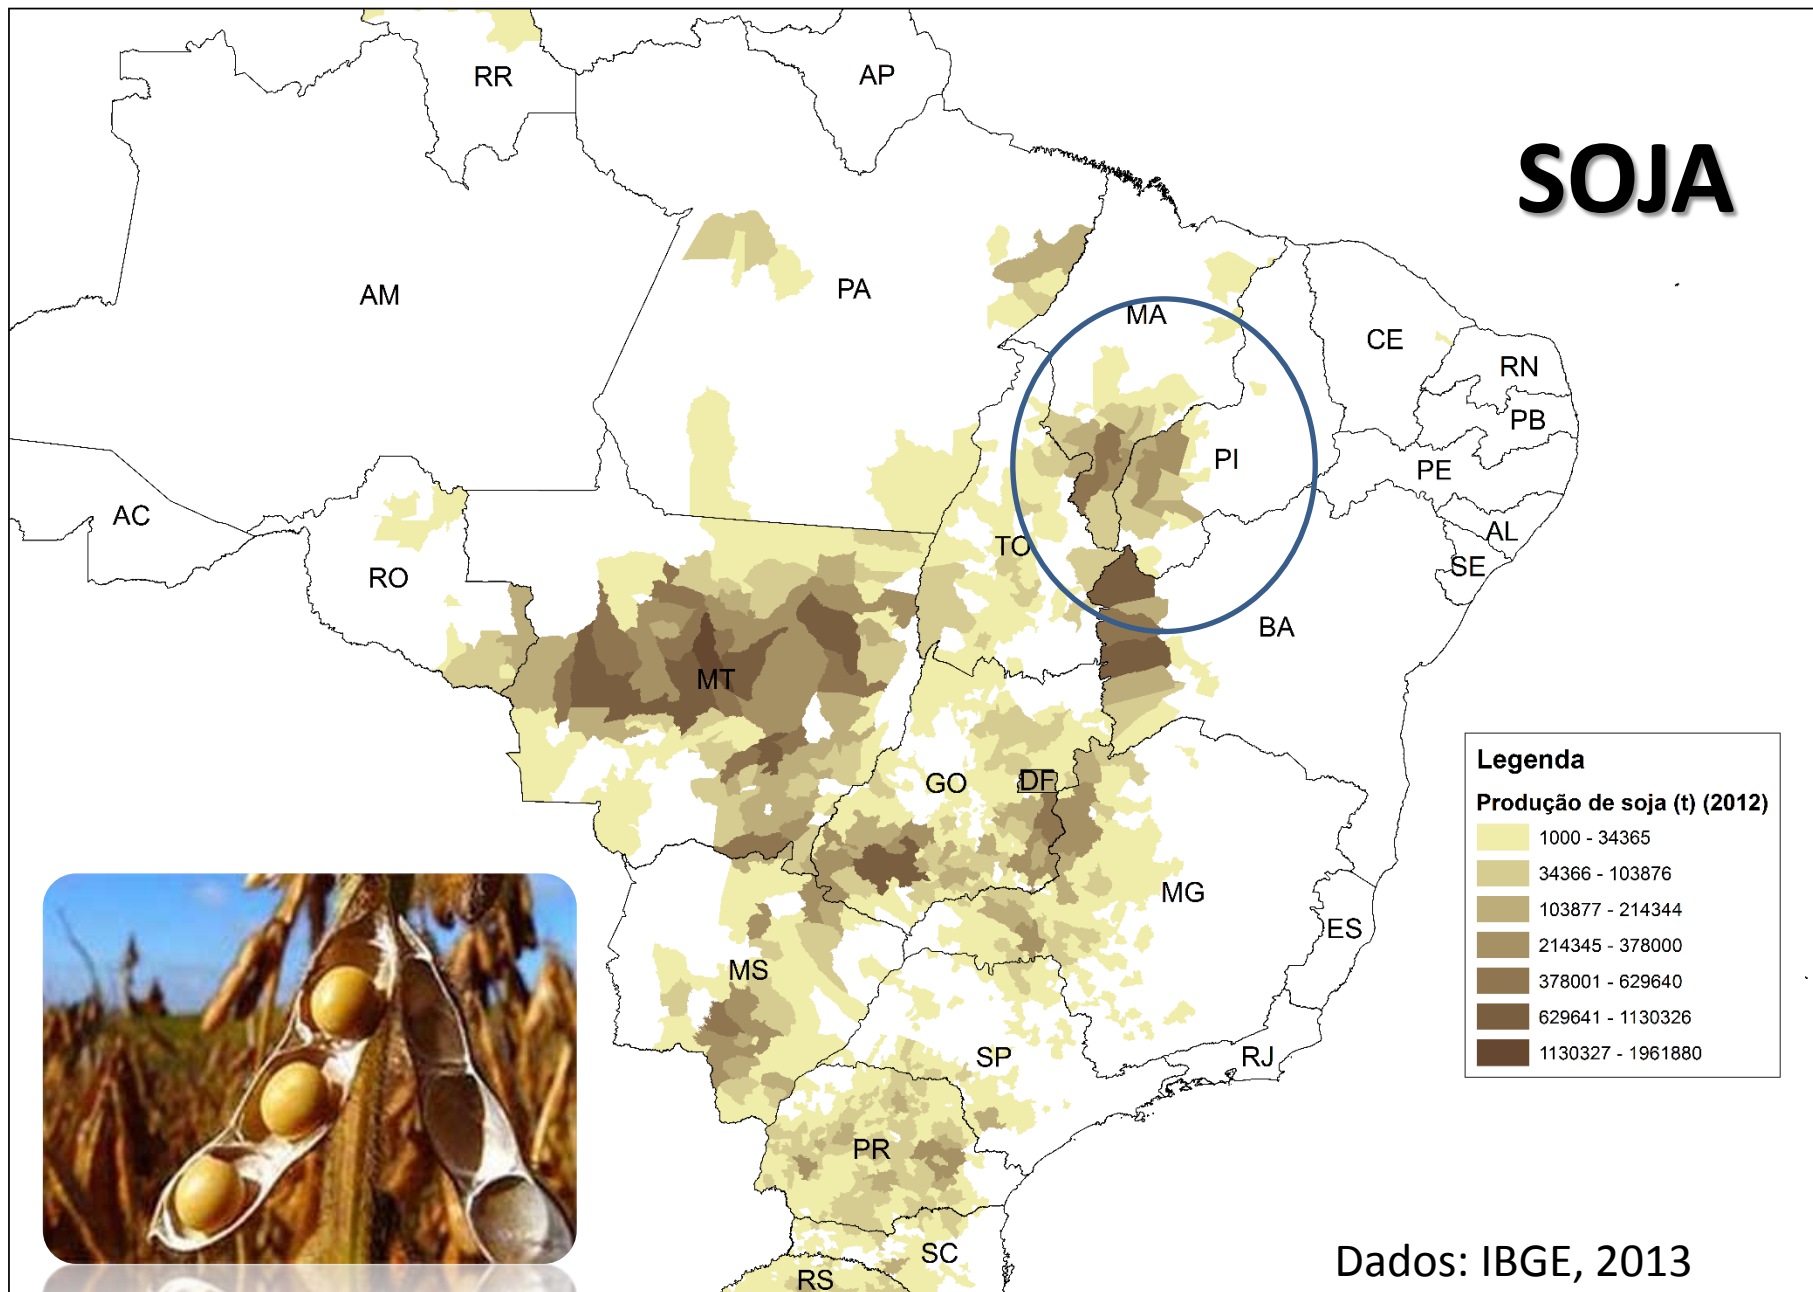 SOJA
RR
AP
AM
PA
MA
CE
RN
PB
PI
PE
AC
AL
TO
SE
RO
BA
MT
GO
DF
MG
ES
MS
SP
RJ
PR
SC
RS
Legenda
Produção de soja (t) (2012)
1000 - 34365
34366 - 103876
103877 - 214344
214345 - 378000
378001 - 629640
629641 - 1130326
1130327 - 1961880
Dados: IBGE, 2013